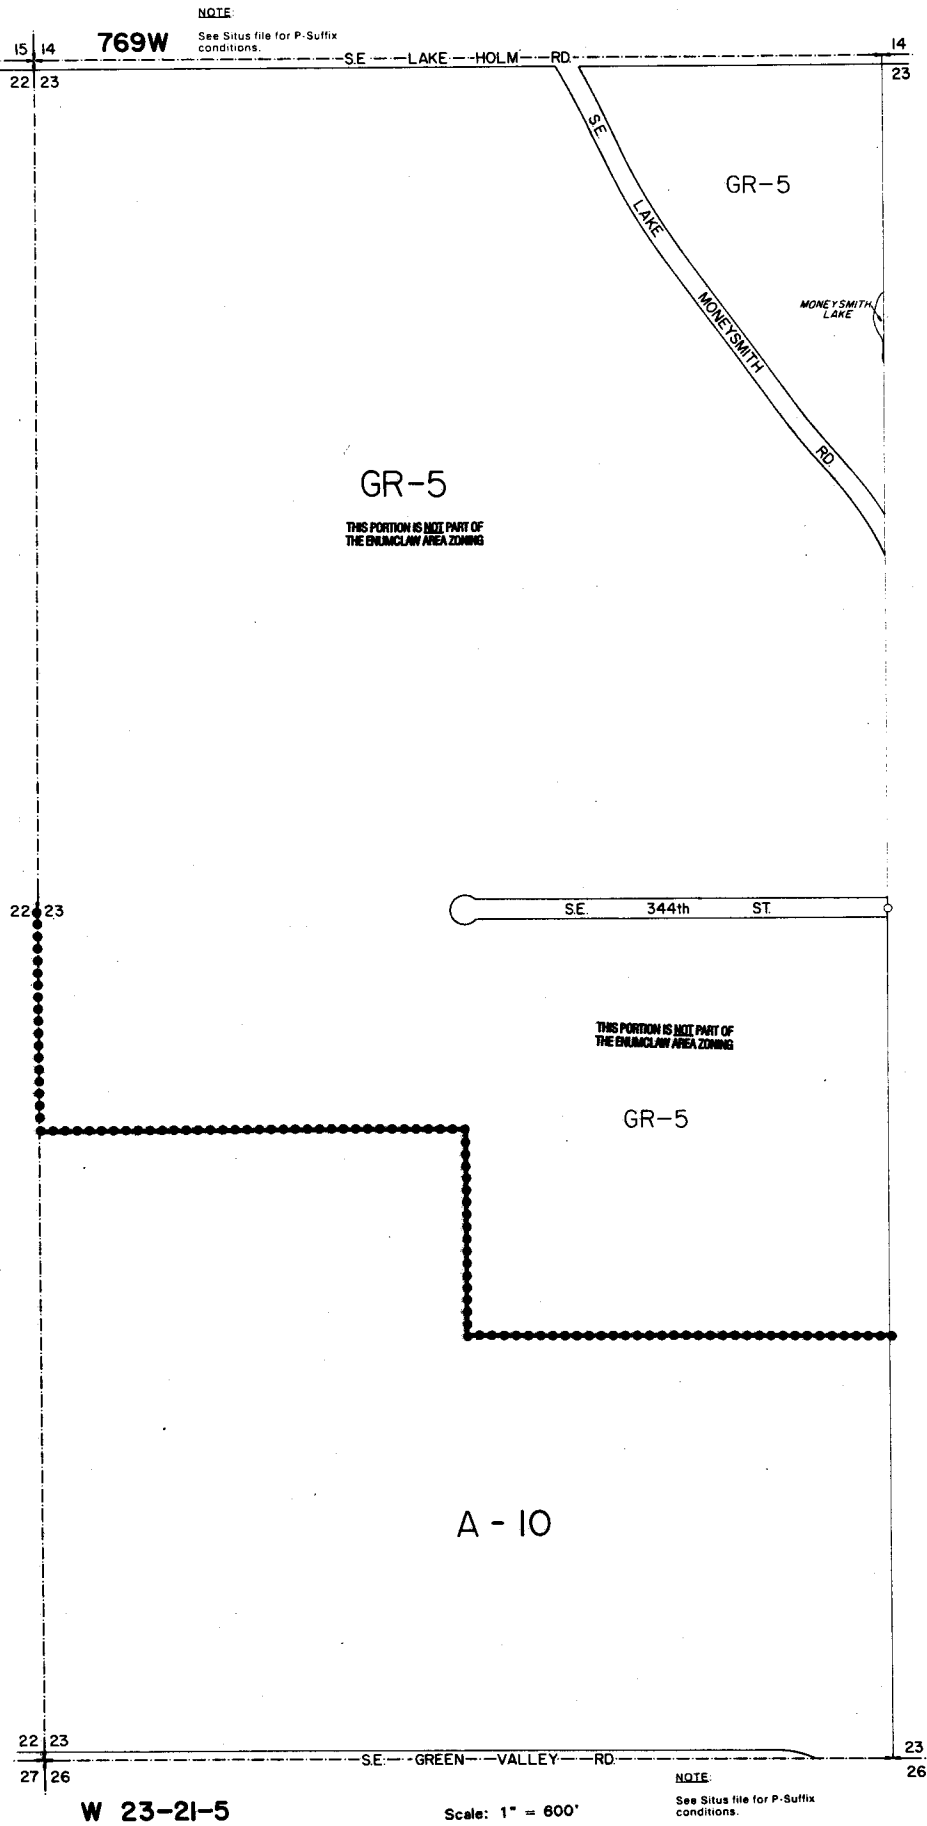 NOTE:
See Situs file for P-Suffix
conditions.
769W
15 14
22 23
S.E. LAKE HOLM RD.
14
23
S.E. LAKE MONEYSMITH RD.
GR-5
MONEYSMITH
LAKE
GR-5
THIS PORTION IS NOT PART OF
THE ENUMCLAW AREA ZONING
22 23
S.E. 344th ST.
THIS PORTION IS NOT PART OF
THE ENUMCLAW AREA ZONING
GR-5
A-10
22 23
27 26
S.E. GREEN VALLEY RD.
23
26
W 23-21-5
Scale: 1" = 600'
NOTE:
See Situs file for P-Suffix
conditions.